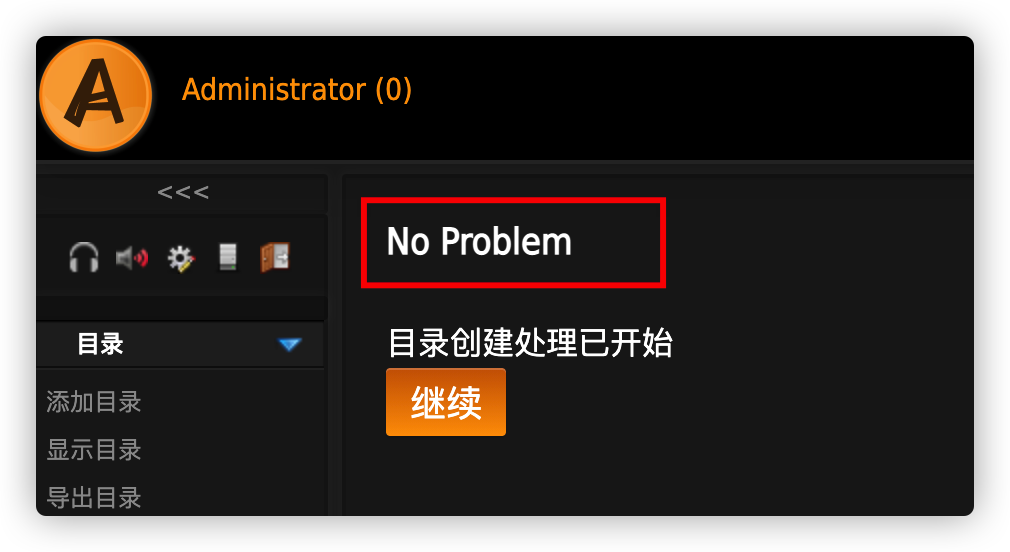 Administrator (0)
<<<
目录
添加目录
显示目录
导出目录
No Problem
目录创建处理已开始
继续